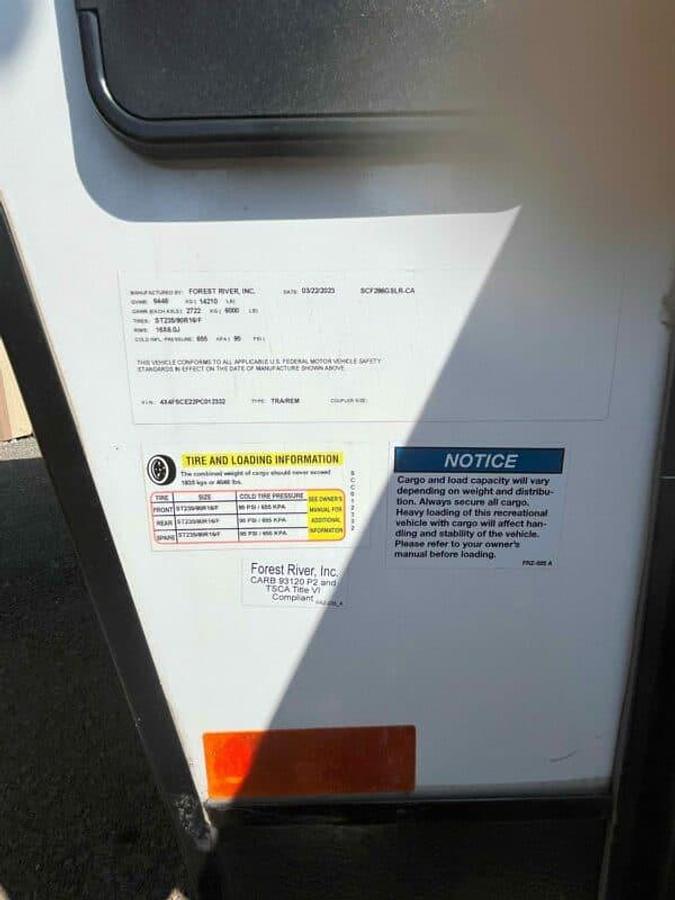 MANUFACTURED BY: FOREST RIVER, INC. DATE: 03/22/2023 SCF286GSLR-CA
GVWR: 6446 KG ( 14210 LB)
GAWR (EACH AXLE): 2722 KG ( 6000 LB)
TIRES: ST235/80R16/F
RIMS: 16X6.0J
COLD INFL. PRESSURE: 655 KPA ( 95 PSI)
THIS VEHICLE CONFORMS TO ALL APPLICABLE U.S. FEDERAL MOTOR VEHICLE SAFETY
STANDARDS IN EFFECT ON THE DATE OF MANUFACTURE SHOWN ABOVE.
V.I.N.: TYPE: TRA/REM COUPLER SIZE:
TIRE AND LOADING INFORMATION
The combined weight of cargo should never exceed
kgs or lbs.
TIRE SIZE COLD TIRE PRESSURE SEE OWNER'S MANUAL FOR ADDITIONAL INFORMATION
FRONT ST235/80R16/F 95 PSI / 655 KPA
REAR ST235/80R16/F 95 PSI / 655 KPA
SPARE ST235/80R16/F 95 PSI / 655 KPA
Forest River, Inc.
CARB 93120 P2 and
TSCA Title VI
Compliant
NOTICE
Cargo and load capacity will vary
depending on weight and distribu-
tion. Always secure all cargo.
Heavy loading of this recreational
vehicle with cargo will affect han-
dling and stability of the vehicle.
Please refer to your owner's
manual before loading.